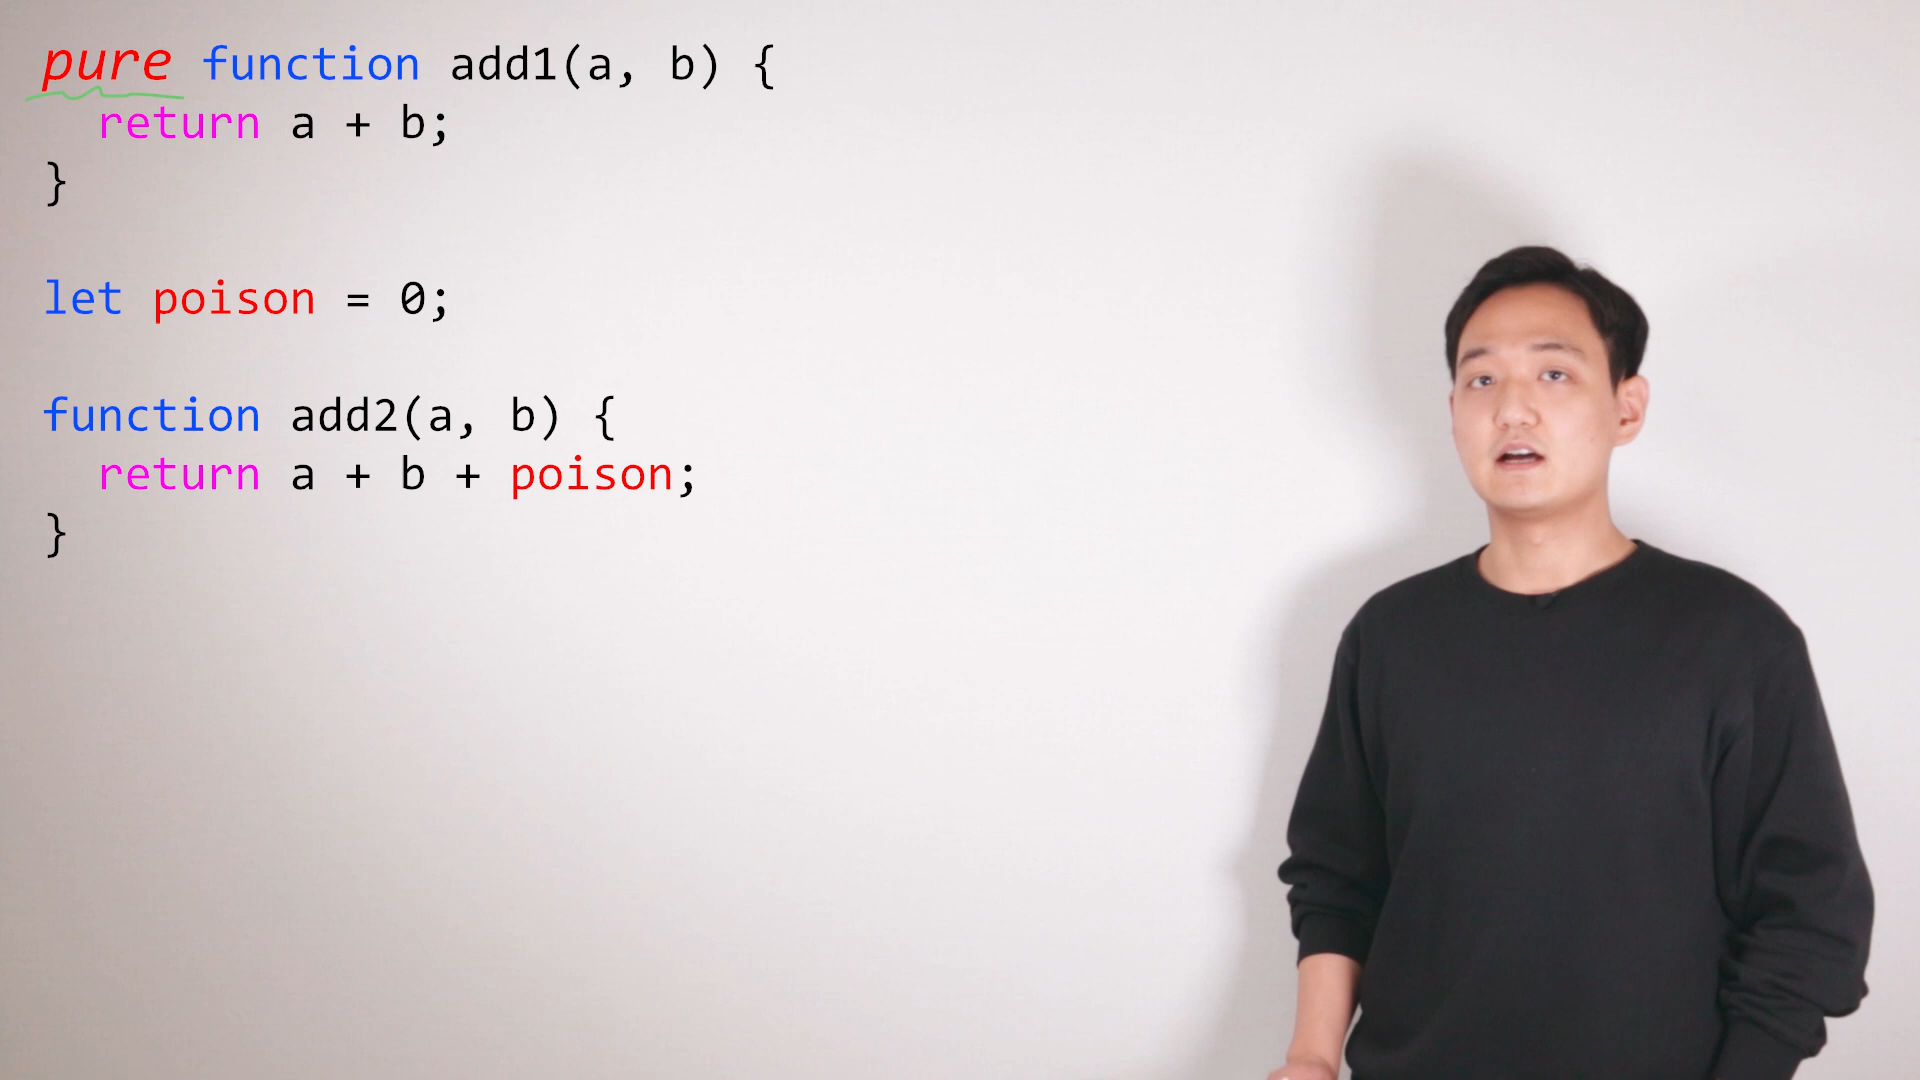 pure function add1(a, b) {
  return a + b;
}
let poison = 0;
function add2(a, b) {
  return a + b + poison;
}